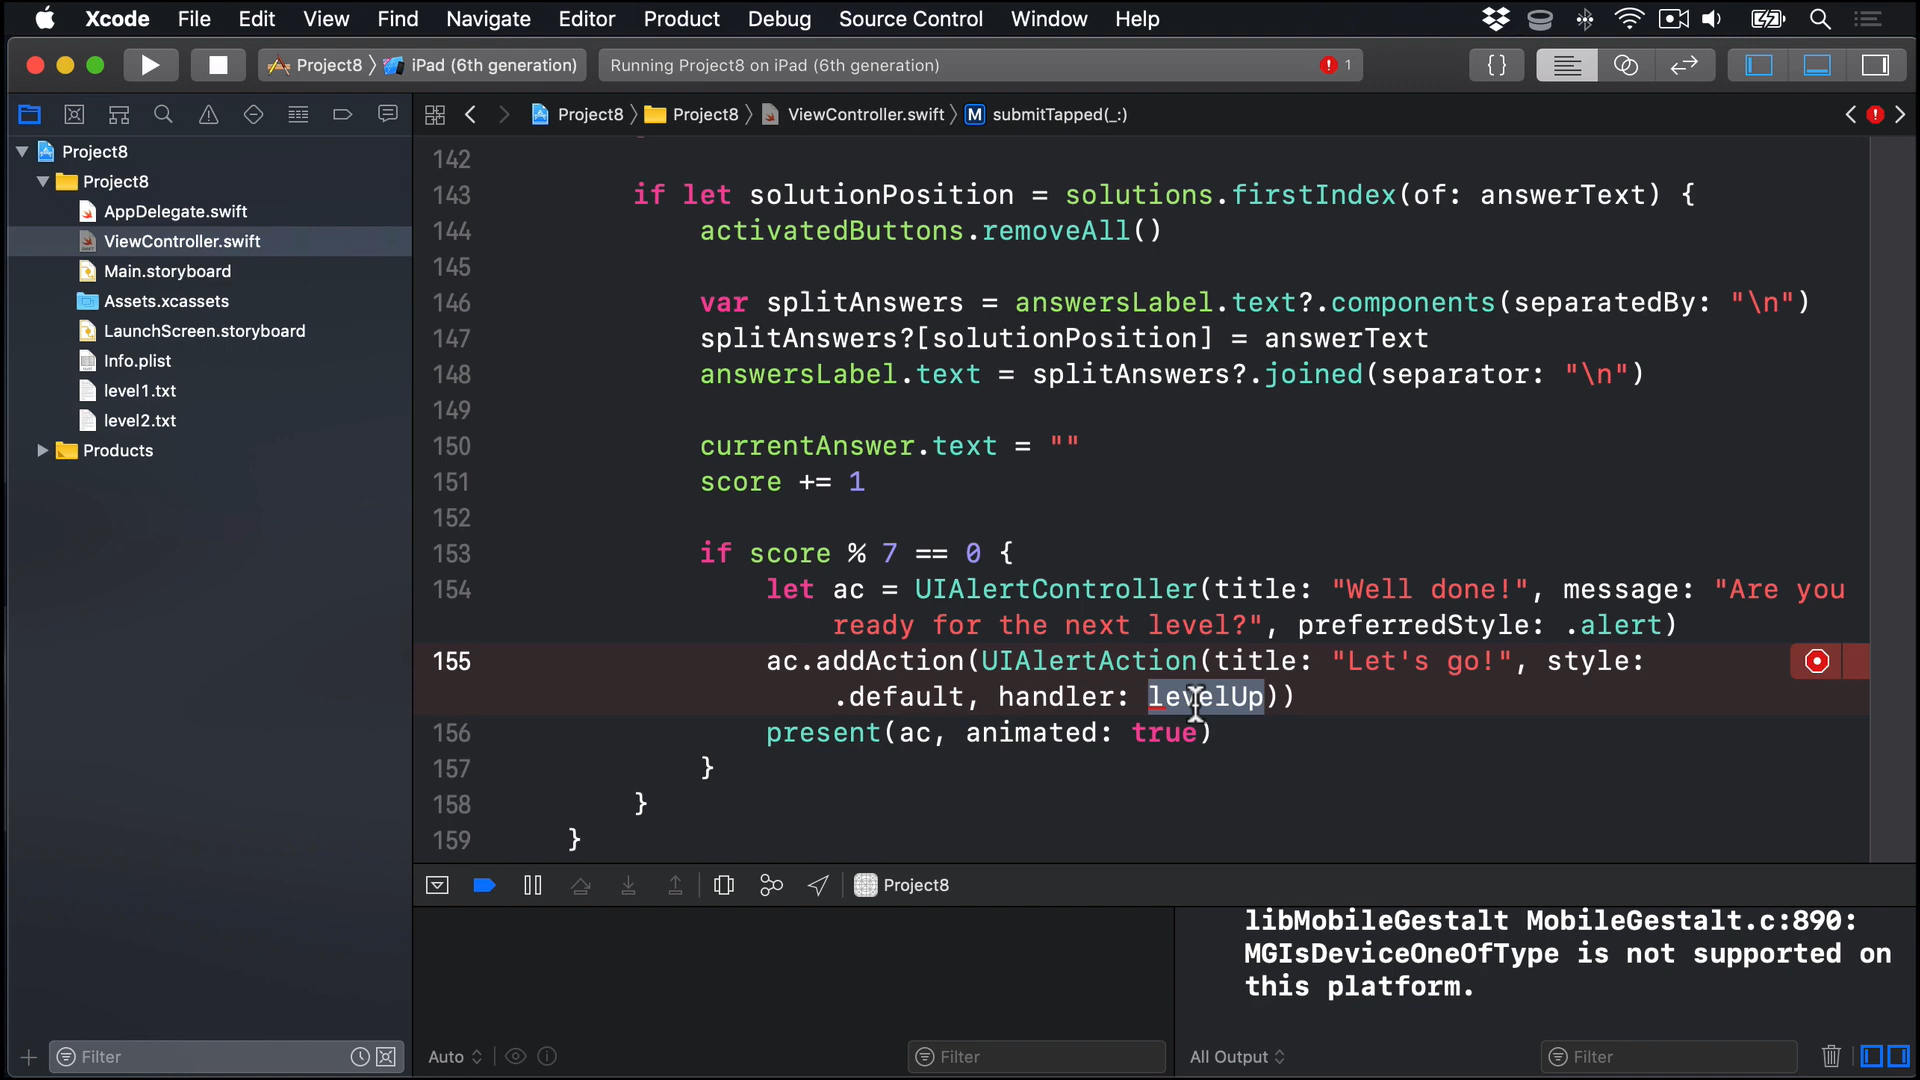 Xcode File Edit View Find Navigate Editor Product Debug Source Control Window Help
Project8 iPad (6th generation) Running Project8 on iPad (6th generation) 1
Project8 Project8 ViewController.swift M submitTapped(_:)
Project8
Project8
AppDelegate.swift
ViewController.swift
Main.storyboard
Assets.xcassets
LaunchScreen.storyboard
Info.plist
level1.txt
level2.txt
Products
142
143 if let solutionPosition = solutions.firstIndex(of: answerText) {
144 activatedButtons.removeAll()
145
146 var splitAnswers = answersLabel.text?.components(separatedBy: "\n")
147 splitAnswers?[solutionPosition] = answerText
148 answersLabel.text = splitAnswers?.joined(separator: "\n")
149
150 currentAnswer.text = ""
151 score += 1
152
153 if score % 7 == 0 {
154 let ac = UIAlertController(title: "Well done!", message: "Are you
ready for the next level?", preferredStyle: .alert)
155 ac.addAction(UIAlertAction(title: "Let's go!", style:
.default, handler: levelUp))
156 present(ac, animated: true)
157 }
158 }
159 }
Project8
libMobileGestalt MobileGestalt.c:890:
MGIsDeviceOneOfType is not supported on
this platform.
Filter
Auto
Filter
All Output
Filter